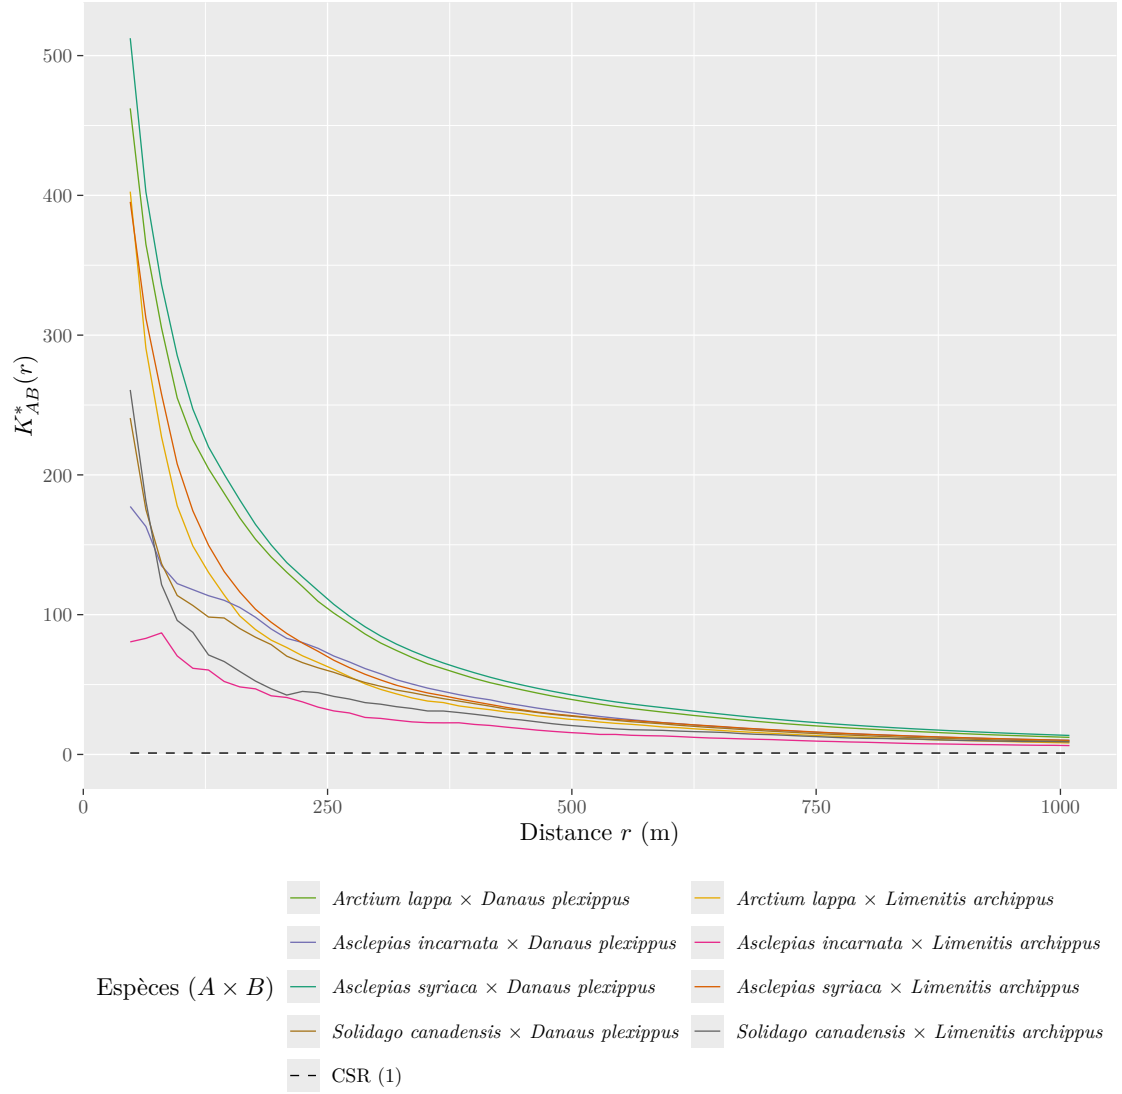 500
400
300
200
100
0
K*AB(r)
0 250 500 750 1000
Distance r (m)
Espèces (A × B)
Arctium lappa × Danaus plexippus
Arctium lappa × Limenitis archippus
Asclepias incarnata × Danaus plexippus
Asclepias incarnata × Limenitis archippus
Asclepias syriaca × Danaus plexippus
Asclepias syriaca × Limenitis archippus
Solidago canadensis × Danaus plexippus
Solidago canadensis × Limenitis archippus
CSR (1)